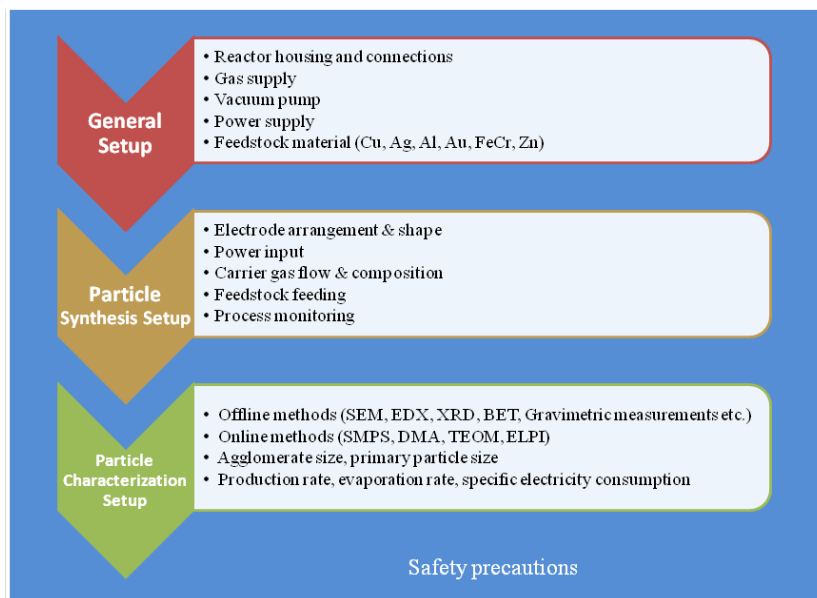 General
Setup
• Reactor housing and connections
• Gas supply
• Vacuum pump
• Power supply
• Feedstock material (Cu, Ag, Al, Au, FeCr, Zn)
Particle
Synthesis Setup
• Electrode arrangement & shape
• Power input
• Carrier gas flow & composition
• Feedstock feeding
• Process monitoring
Particle
Characterization
Setup
• Offline methods (SEM, EDX, XRD, BET, Gravimetric measurements etc.)
• Online methods (SMPS, DMA, TEOM, ELPI)
• Agglomerate size, primary particle size
• Production rate, evaporation rate, specific electricity consumption
Safety precautions